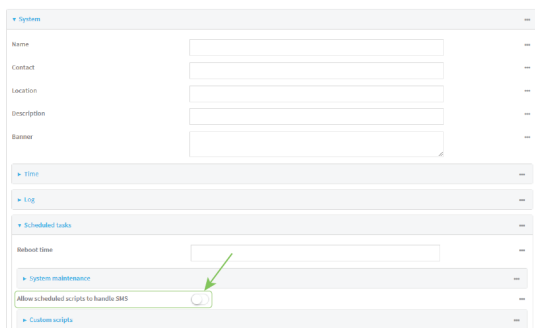 System
Name
Contact
Location
Description
Banner
Time
Log
Scheduled tasks
Reboot time
System maintenance
Allow scheduled scripts to handle SMS
Custom scripts